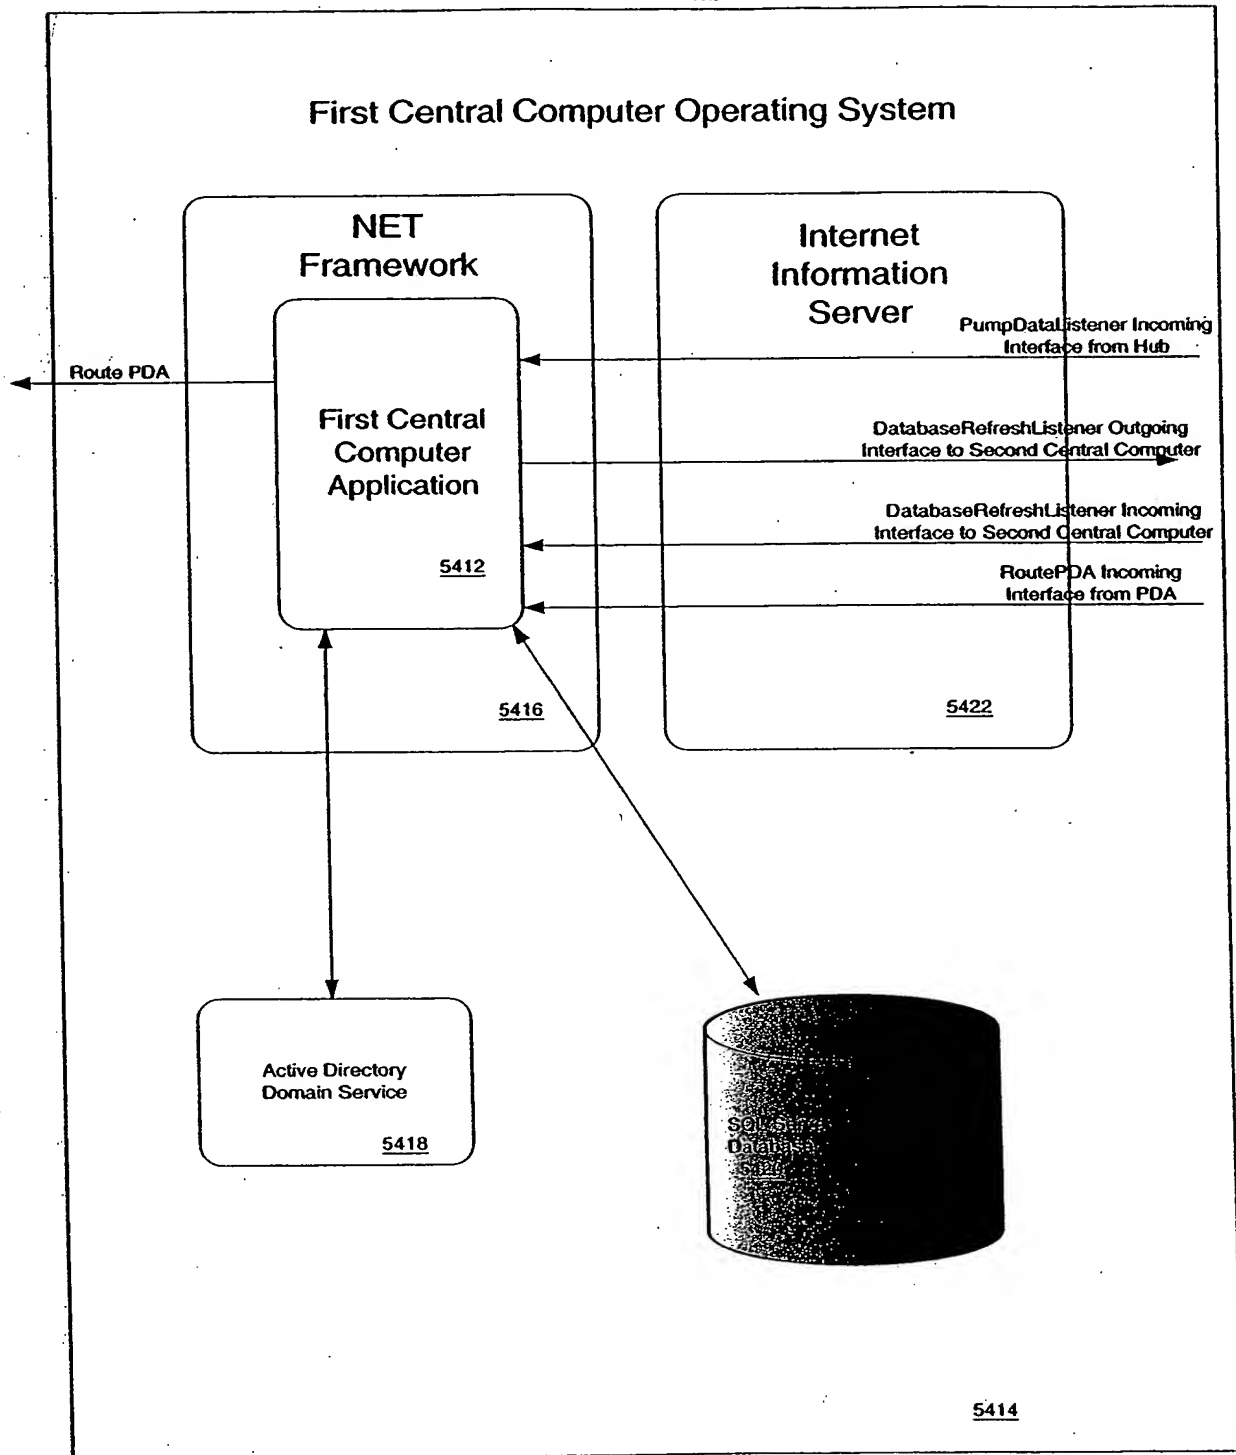 First Central Computer Operating System
NET
Framework
Internet
Information
Server
PumpDataListener Incoming
Interface from Hub
Route PDA
First Central
Computer
Application
5412
DatabaseRefreshListener Outgoing
Interface to Second Central Computer
DatabaseRefreshListener Incoming
Interface to Second Central Computer
RoutePDA Incoming
Interface from PDA
5416
5422
Active Directory
Domain Service
5418
SQL
Database
5414